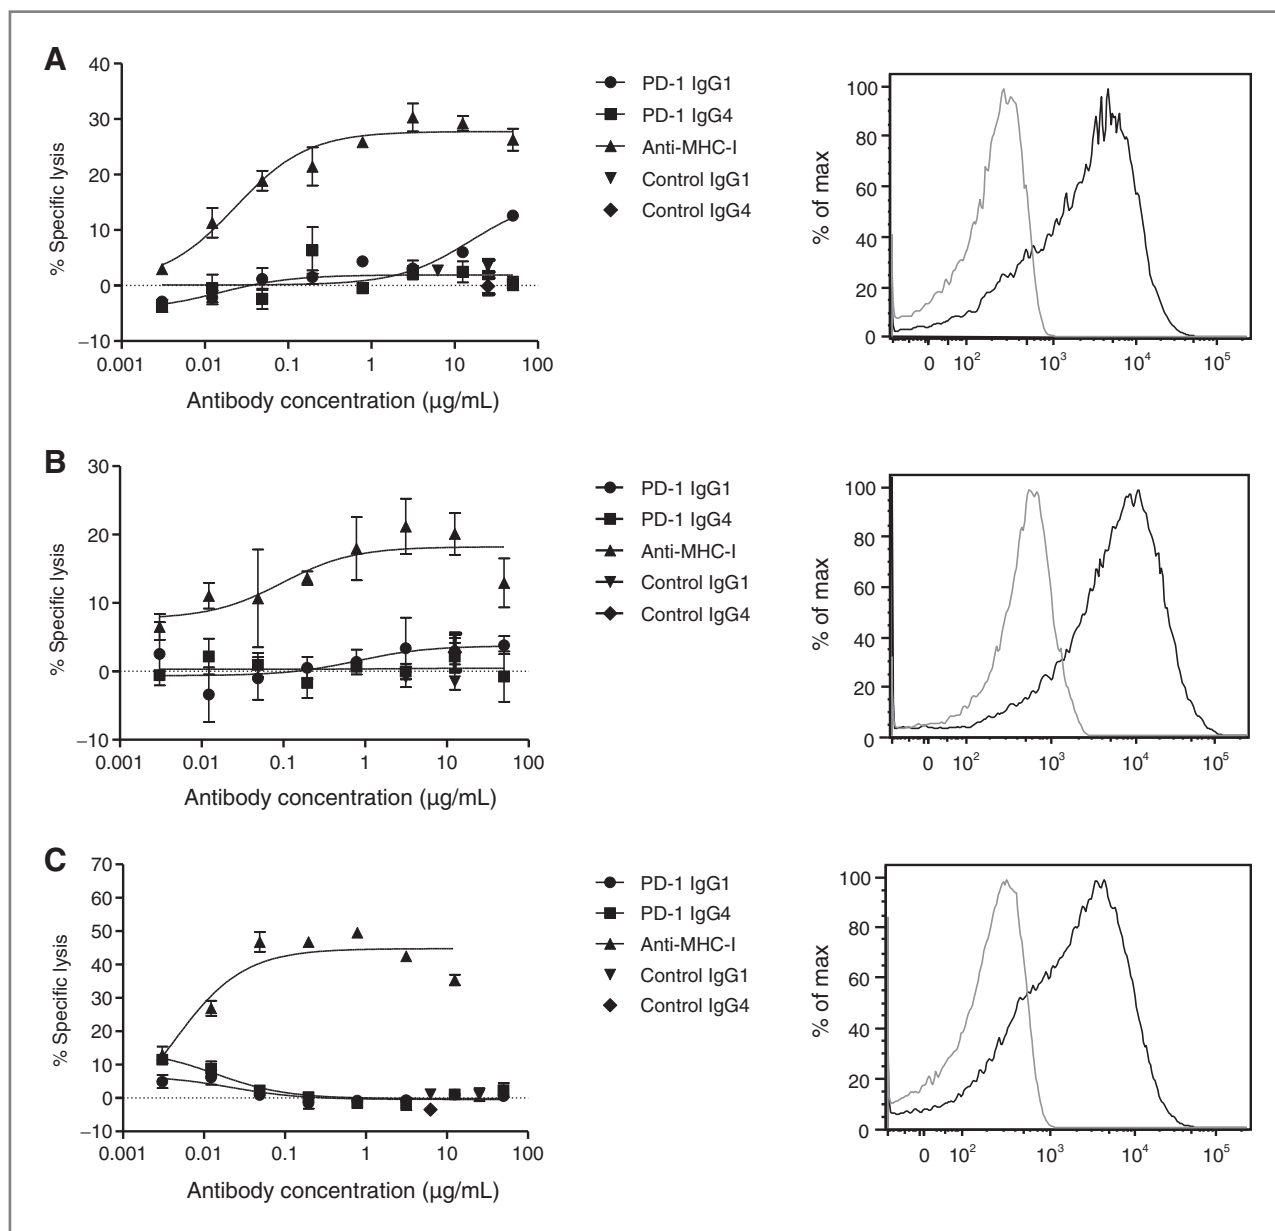 A
40
30
20
10
0
−10
0.001 0.01 0.1 1 10 100
% Specific lysis
Antibody concentration (µg/mL)
PD-1 IgG1
PD-1 IgG4
Anti-MHC-I
Control IgG1
Control IgG4
100
80
60
40
20
0
% of max
0 10² 10³ 10⁴ 10⁵
B
30
20
10
0
−10
0.001 0.01 0.1 1 10 100
% Specific lysis
Antibody concentration (µg/mL)
PD-1 IgG1
PD-1 IgG4
Anti-MHC-I
Control IgG1
Control IgG4
100
80
60
40
20
0
% of max
0 10² 10³ 10⁴ 10⁵
C
70
60
50
40
30
20
10
0
−10
0.001 0.01 0.1 1 10 100
% Specific lysis
Antibody concentration (µg/mL)
PD-1 IgG1
PD-1 IgG4
Anti-MHC-I
Control IgG1
Control IgG4
100
80
60
40
20
0
% of max
0 10² 10³ 10⁴ 10⁵